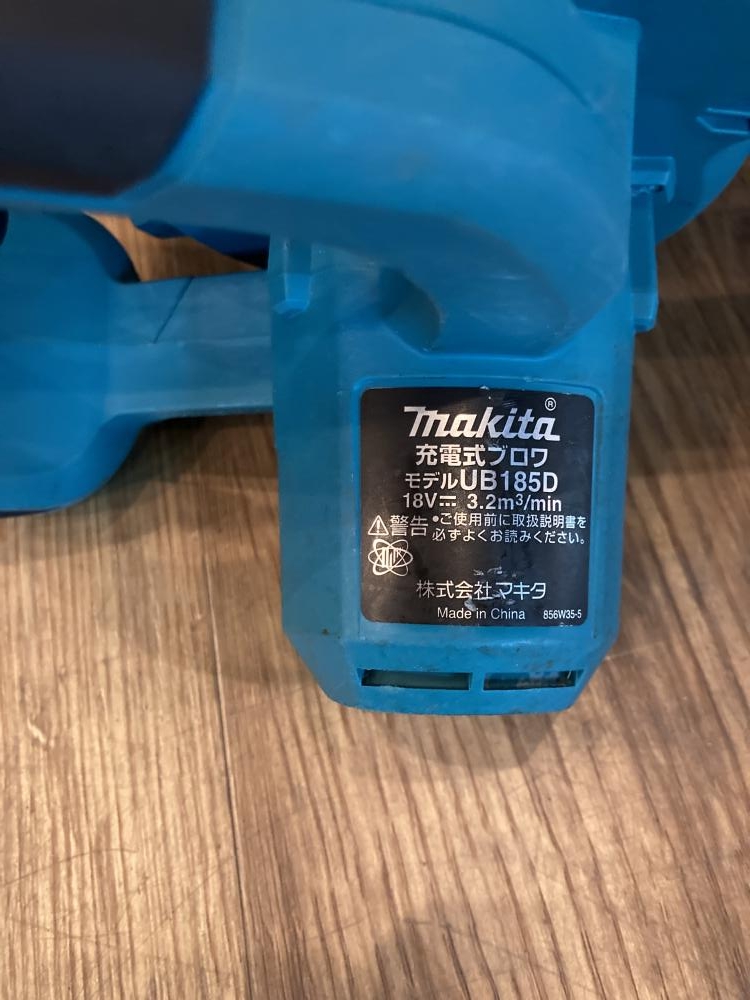 makita®
充電式ブロワ
モデルUB185D
18V⎓ 3.2m³/min
⚠警告 •ご使用前に取扱説明書を
必ずよくお読みください。
株式会社マキタ
Made in China 856W35-5